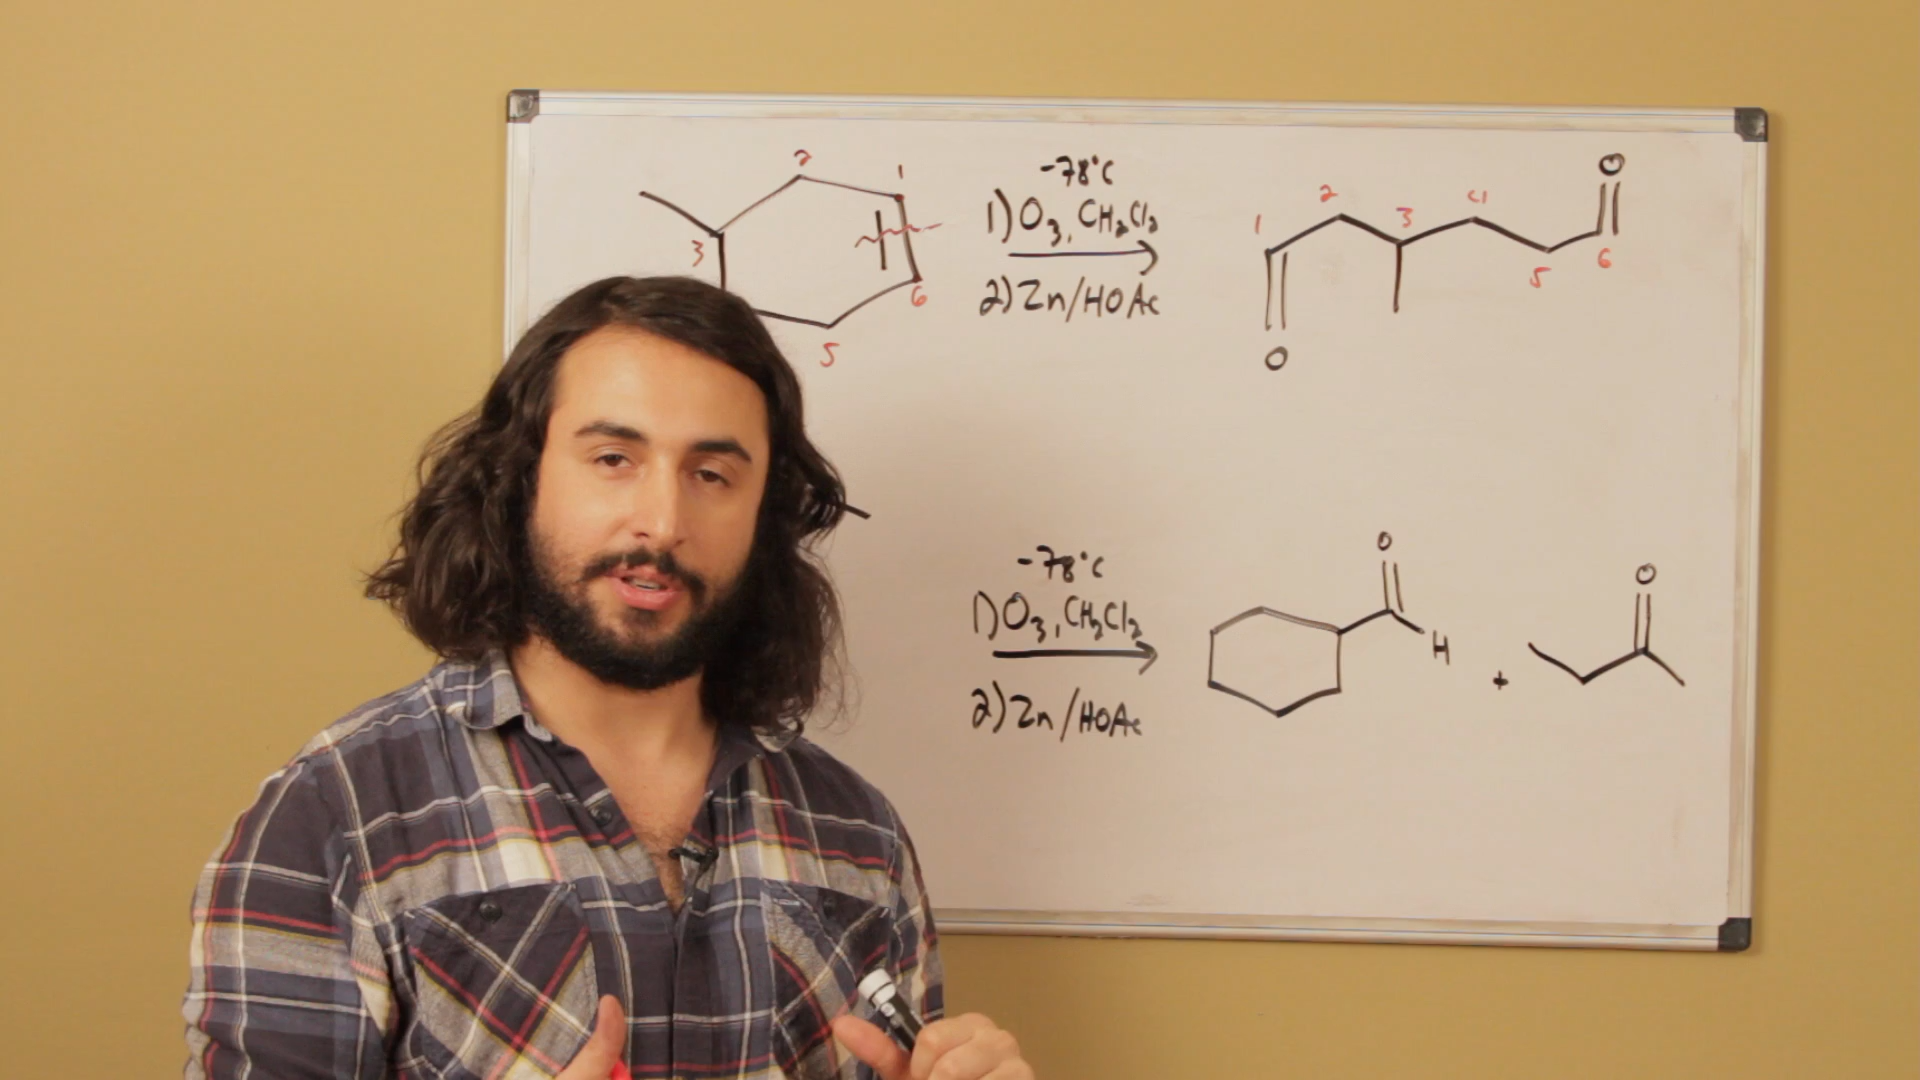 2
1
3
6
5
-78°C
1) O3, CH2Cl2
2) Zn/HOAc
1
2
3
4
5
6
O
O
-78°C
1) O3, CH2Cl2
2) Zn/HOAc
O
H
+
O